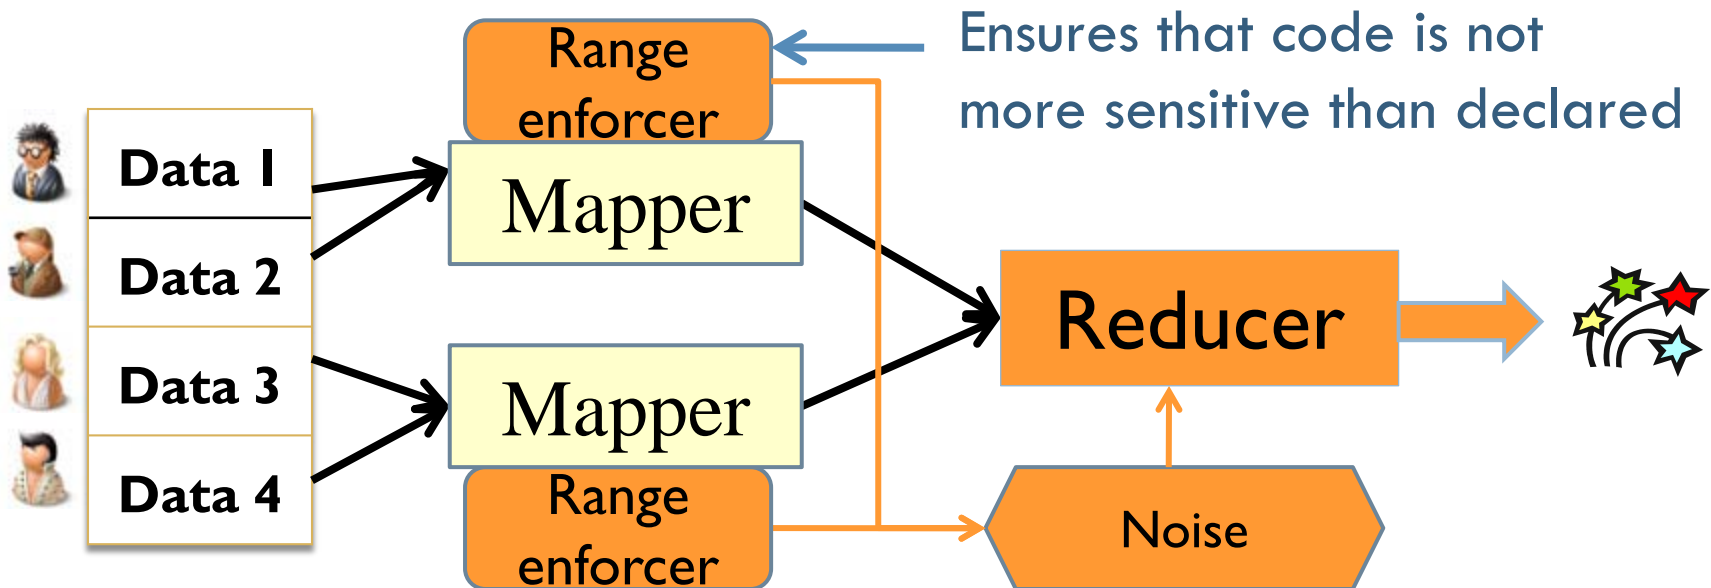 Range
enforcer
Ensures that code is not
more sensitive than declared
Data 1
Data 2
Data 3
Data 4
Mapper
Mapper
Range
enforcer
Reducer
Noise